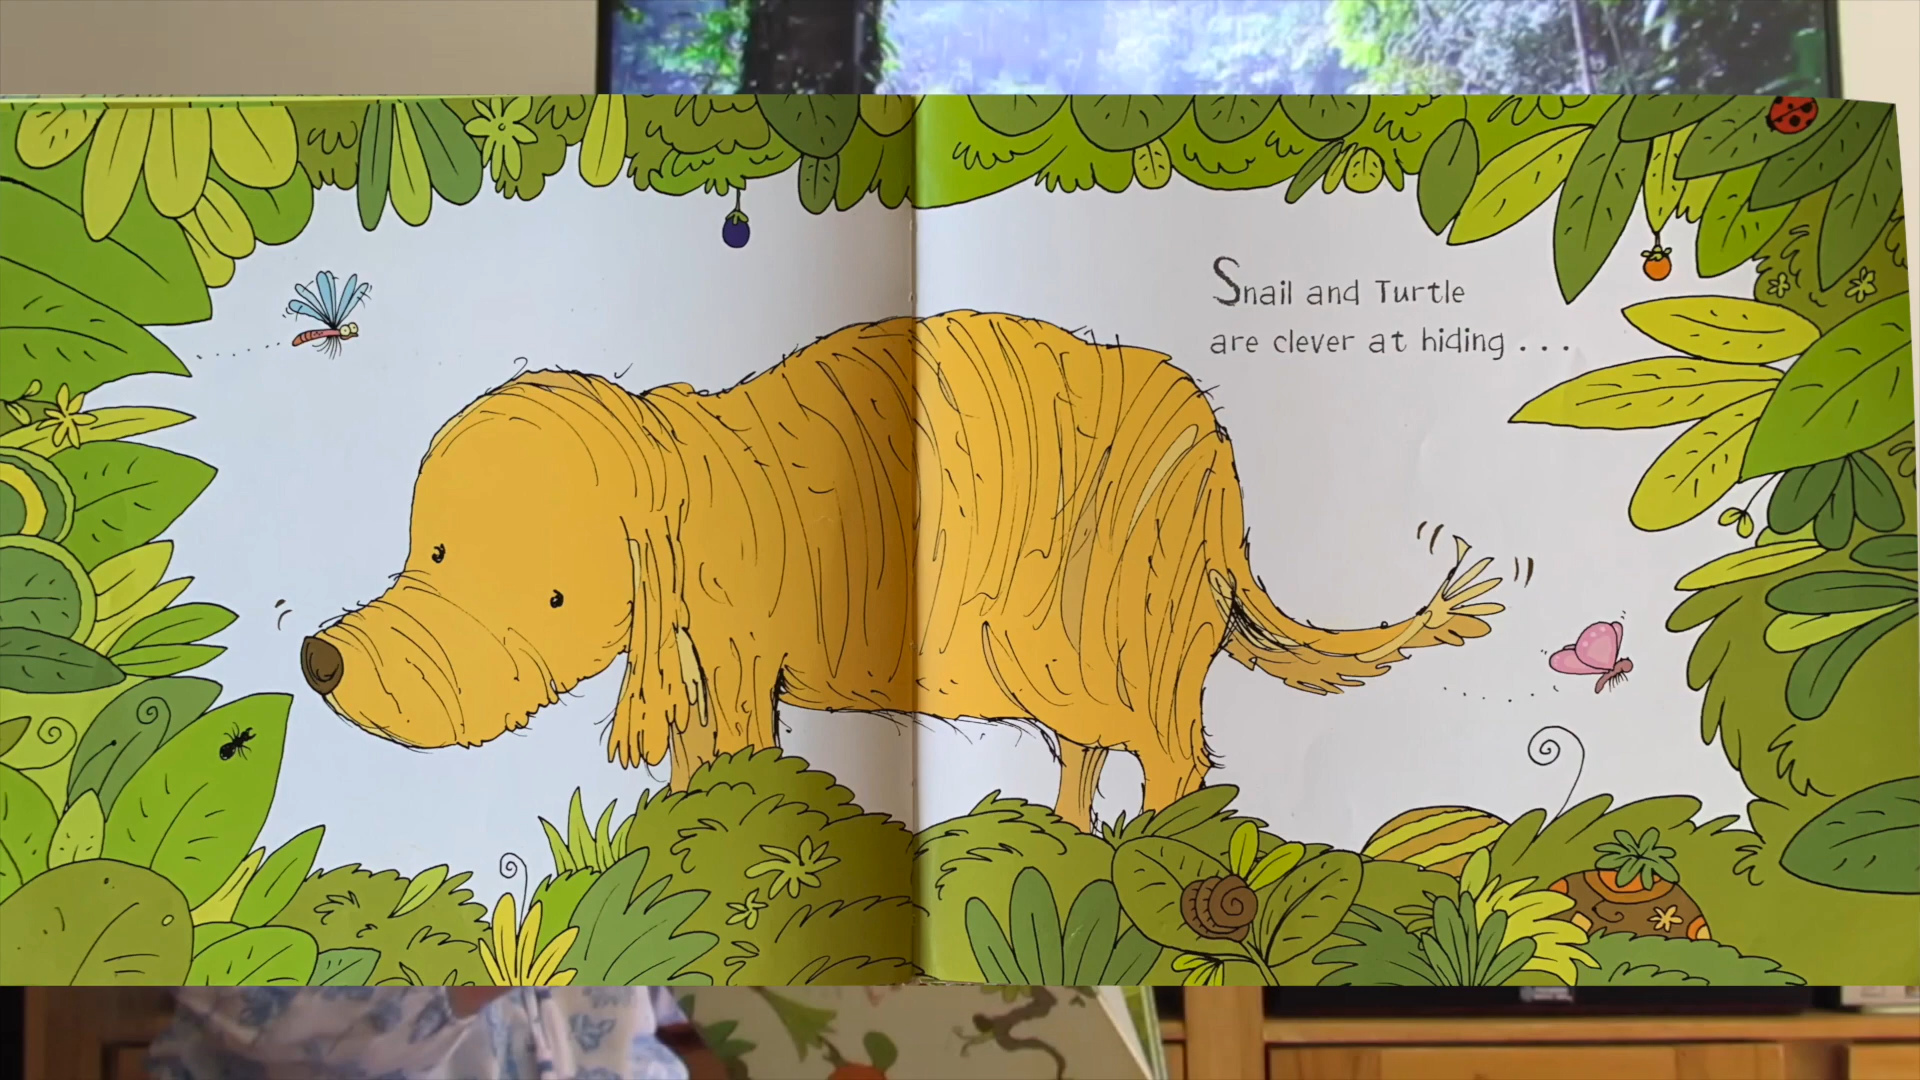 Snail and Turtle
are clever at hiding . . .